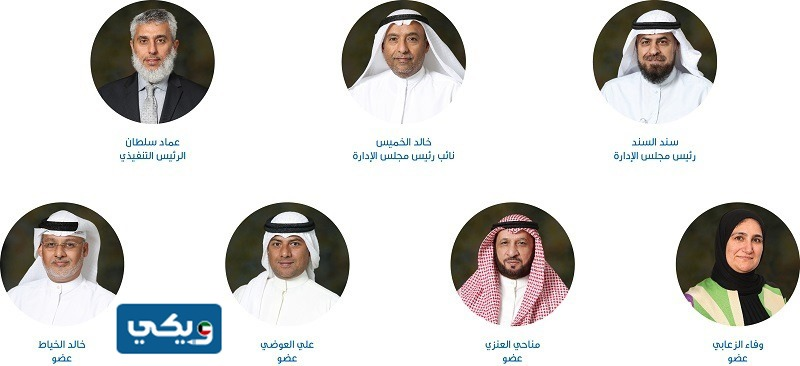 سند السند
رئيس مجلس الإدارة
خالد الخميس
نائب رئيس مجلس الإدارة
عماد سلطان
الرئيس التنفيذي
وفاء الزعابي
عضو
مناحي العنزي
عضو
علي العوضي
عضو
خالد الخياط
عضو
ويكي